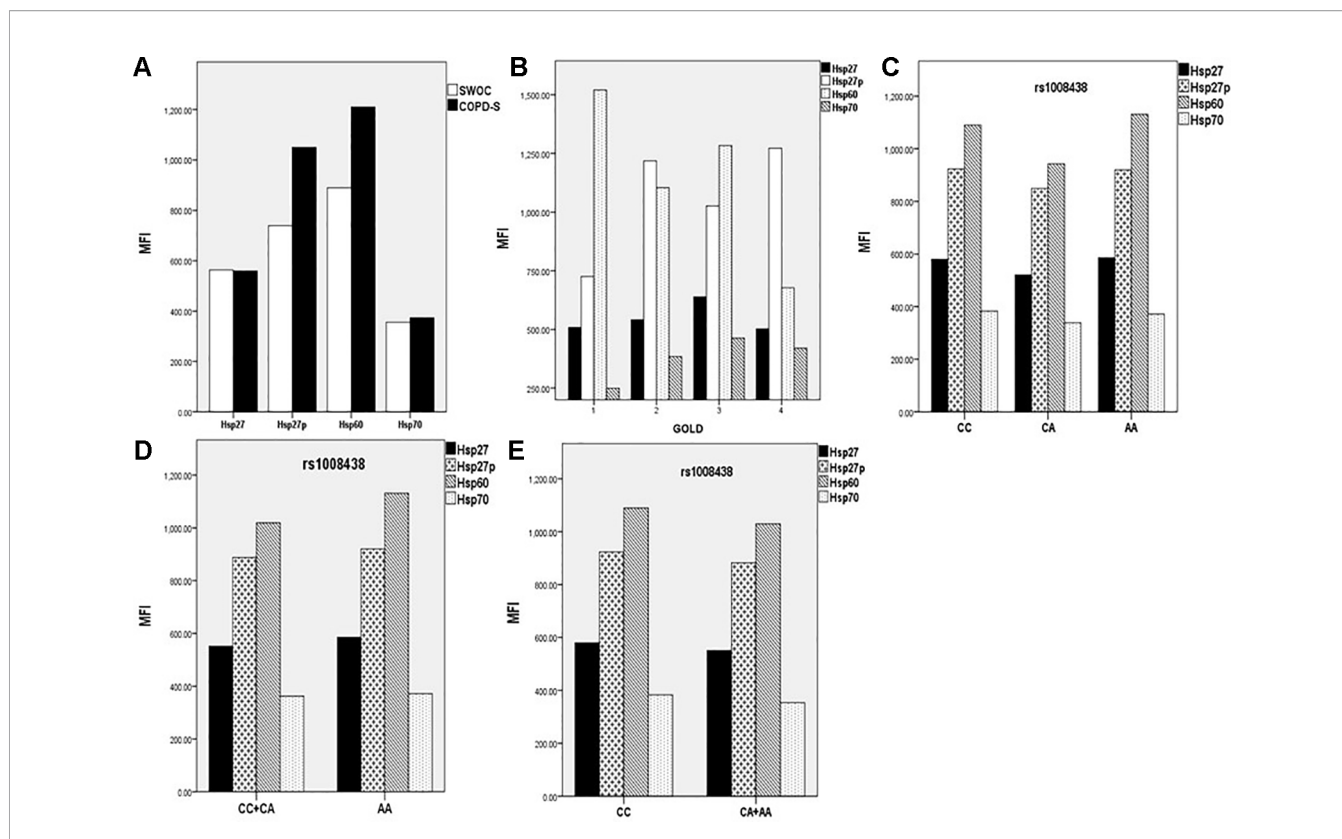 A
SWOC
COPD-S
MFI
1,200.00
1,000.00
800.00
600.00
400.00
200.00
0.00
Hsp27
Hsp27p
Hsp60
Hsp70
B
Hsp27
Hsp27p
Hsp60
Hsp70
MFI
1,500.00
1,250.00
1,000.00
750.00
500.00
250.00
1
2
3
4
GOLD
C
rs1008438
Hsp27
Hsp27p
Hsp60
Hsp70
MFI
1,200.00
1,000.00
800.00
600.00
400.00
200.00
0.00
CC
CA
AA
D
rs1008438
Hsp27
Hsp27p
Hsp60
Hsp70
MFI
1,200.00
1,000.00
800.00
600.00
400.00
200.00
0.00
CC+CA
AA
E
rs1008438
Hsp27
Hsp27p
Hsp60
Hsp70
MFI
1,200.00
1,000.00
800.00
600.00
400.00
200.00
0.00
CC
CA+AA